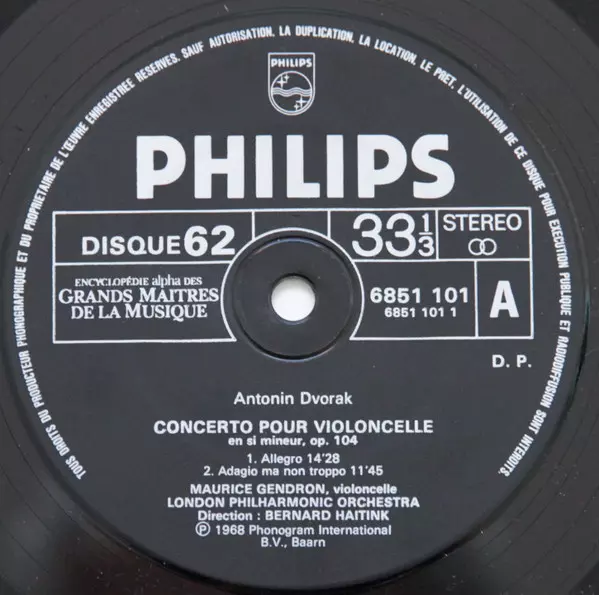 TOUS DROITS DU PRODUCTEUR PHONOGRAPHIQUE ET DU PROPRIETAIRE DE L'ŒUVRE ENREGISTREE RESERVES. SAUF AUTORISATION. LA DUPLICATION, LA LOCATION, LE PRET, L'UTILISATION DE CE DISQUE POUR EXECUTION PUBLIQUE ET RADIODIFFUSION SONT INTERDITS.
PHILIPS
PHILIPS
DISQUE 62
33 1/3
STEREO
ENCYCLOPÉDIE alpha DES
GRANDS MAITRES
DE LA MUSIQUE
6851 101
6851 101 1
A
D. P.
Antonin Dvorak
CONCERTO POUR VIOLONCELLE
en si mineur, op. 104
1. Allegro 14'28
2. Adagio ma non troppo 11'45
MAURICE GENDRON, violoncelle
LONDON PHILHARMONIC ORCHESTRA
Direction : BERNARD HAITINK
Ⓟ 1968 Phonogram International
B.V., Baarn